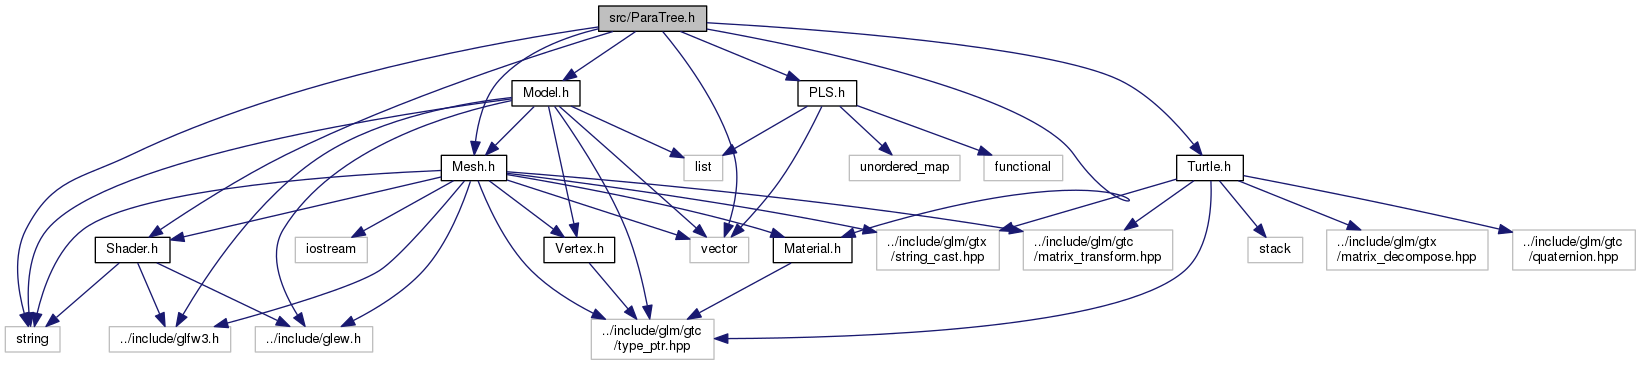 src/ParaTree.h
Model.h
PLS.h
Mesh.h
list
unordered_map
functional
Turtle.h
Shader.h
iostream
Vertex.h
vector
Material.h
../include/glm/gtx
/string_cast.hpp
../include/glm/gtc
/matrix_transform.hpp
stack
../include/glm/gtx
/matrix_decompose.hpp
../include/glm/gtc
/quaternion.hpp
string
../include/glfw3.h
../include/glew.h
../include/glm/gtc
/type_ptr.hpp